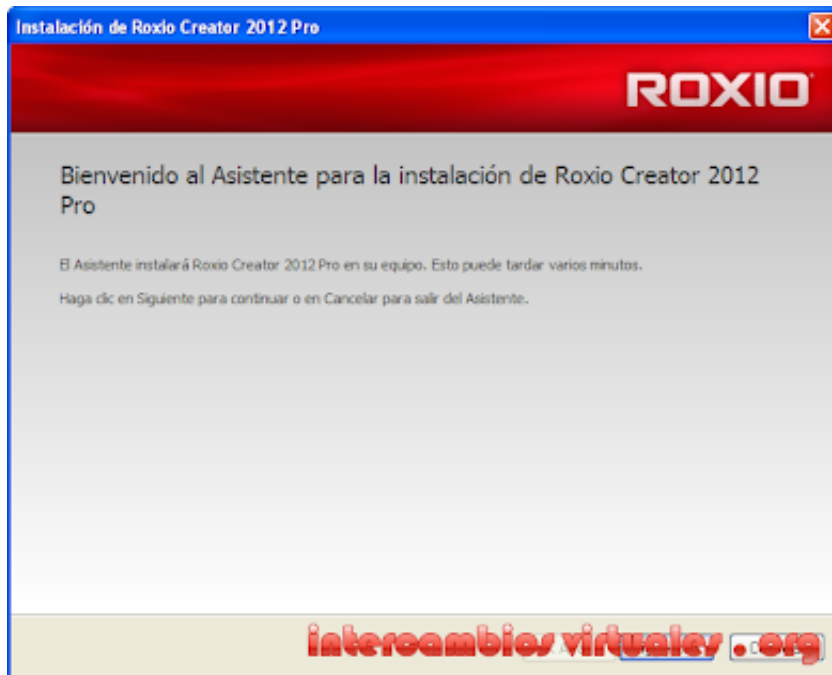 Instalación de Roxio Creator 2012 Pro
ROXIO
Bienvenido al Asistente para la instalación de Roxio Creator 2012
Pro
El Asistente instalará Roxio Creator 2012 Pro en su equipo. Esto puede tardar varios minutos.
Haga clic en Siguiente para continuar o en Cancelar para salir del Asistente.
intercambios virtuales . org